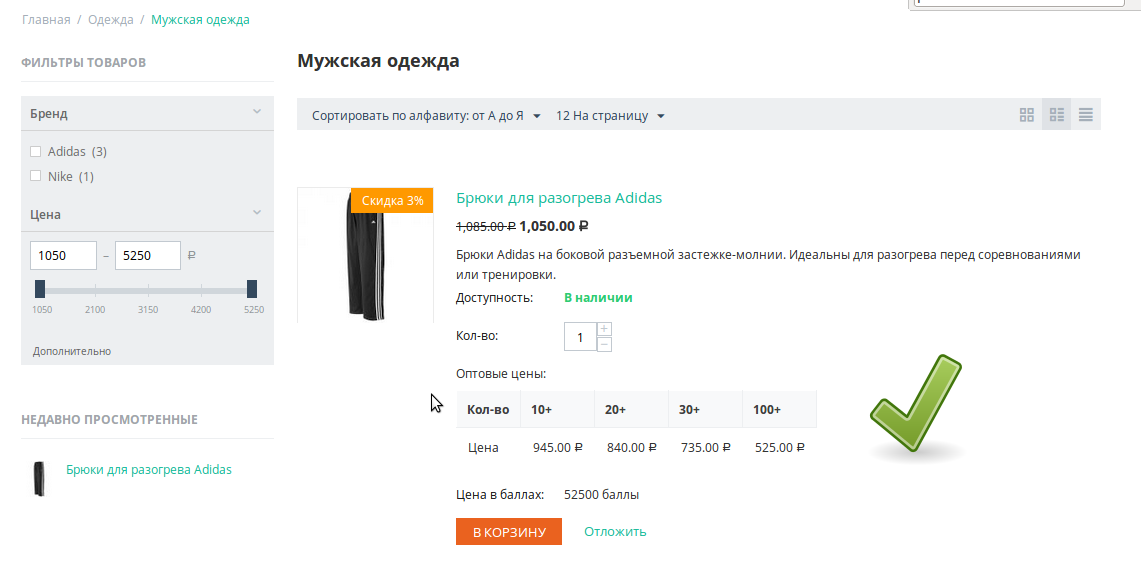 Главная / Одежда / Мужская одежда
ФИЛЬТРЫ ТОВАРОВ
Бренд
Adidas (3)
Nike (1)
Цена
1050 – 5250 ₽
1050 2100 3150 4200 5250
Дополнительно
НЕДАВНО ПРОСМОТРЕННЫЕ
Брюки для разогрева Adidas
Мужская одежда
Сортировать по алфавиту: от А до Я 12 На страницу
Скидка 3%
Брюки для разогрева Adidas
1,085.00 ₽ 1,050.00 ₽
Брюки Adidas на боковой разъемной застежке-молнии. Идеальны для разогрева перед соревнованиями
или тренировки.
Доступность: В наличии
Кол-во: 1
Оптовые цены:
Кол-во 10+ 20+ 30+ 100+
Цена 945.00 ₽ 840.00 ₽ 735.00 ₽ 525.00 ₽
Цена в баллах: 52500 баллы
В КОРЗИНУ Отложить